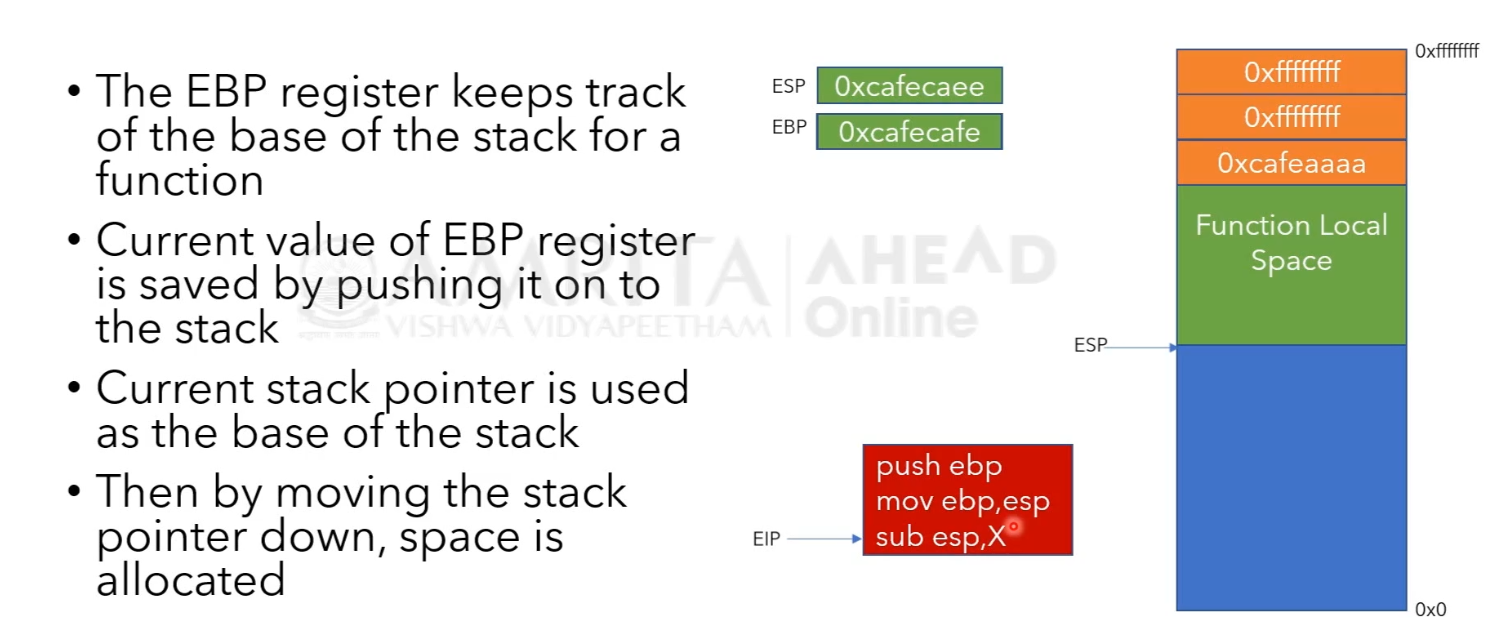 • The EBP register keeps track
of the base of the stack for a
function
• Current value of EBP register
is saved by pushing it on to
the stack
• Current stack pointer is used
as the base of the stack
• Then by moving the stack
pointer down, space is
allocated
AMRITA
VISHWA VIDYAPEETHAM
AHEAD
Online
ESP 0xcafecaee
EBP 0xcafecafe
EIP
push ebp
mov ebp,esp
sub esp,X
0xffffffff
0xffffffff
0xffffffff
0xcafeaaaa
Function Local
Space
ESP
0x0